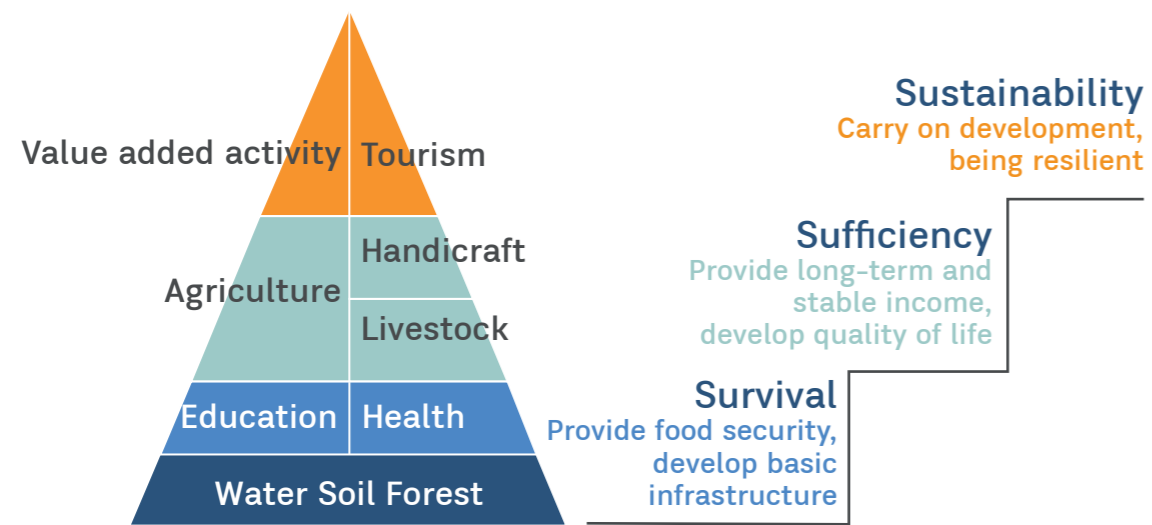 Value added activity
Tourism
Handicraft
Agriculture
Livestock
Education
Health
Water Soil Forest
Sustainability
Carry on development,
being resilient
Sufficiency
Provide long-term and
stable income,
develop quality of life
Survival
Provide food security,
develop basic
infrastructure